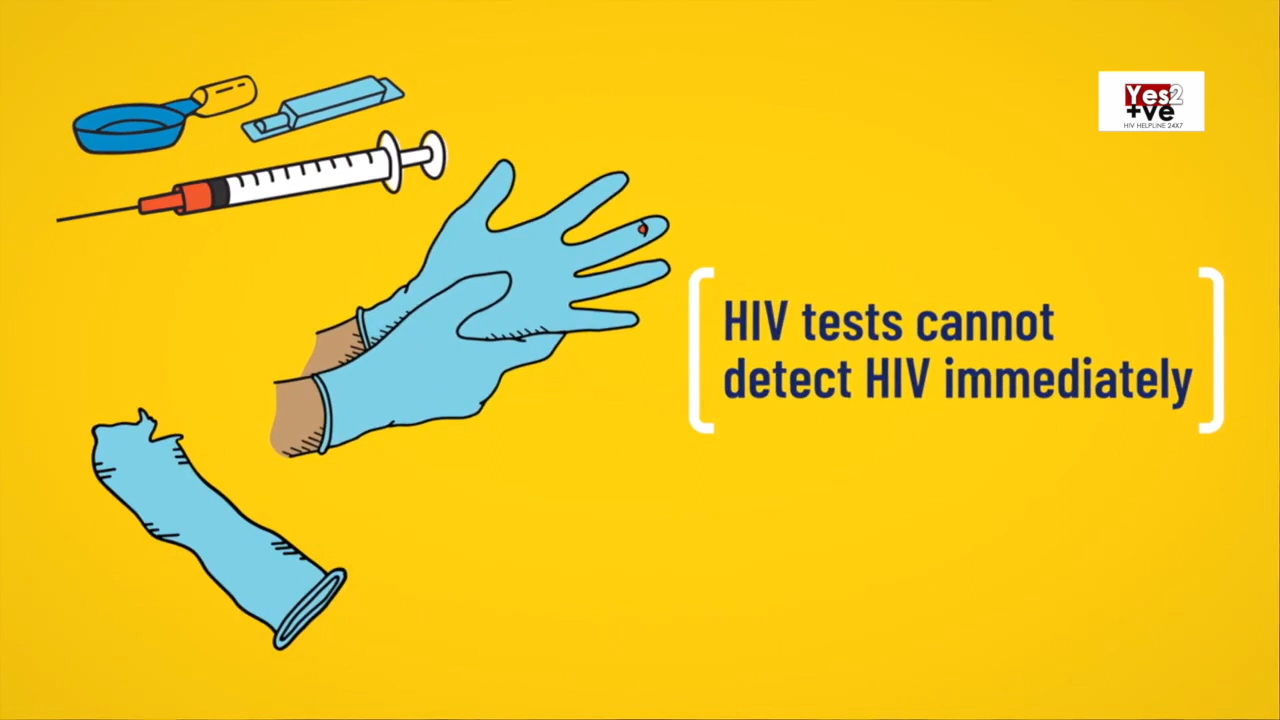 Yes2
+ve
HIV HELPLINE 24X7
HIV tests cannot
detect HIV immediately